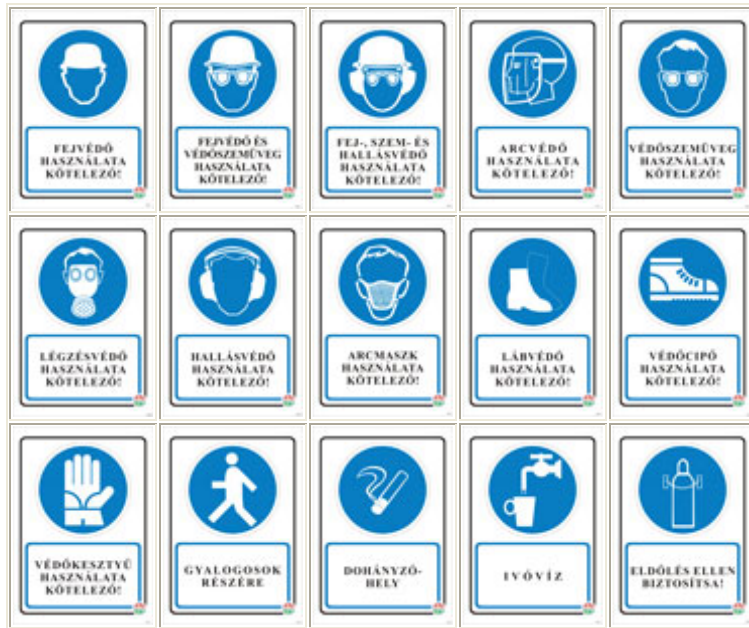 FEJVÉDŐ
HASZNÁLATA
KÖTELEZŐ!
FEJVÉDŐ ÉS
VÉDŐSZEMÜVEG
HASZNÁLATA
KÖTELEZŐ!
FEJ-, SZEM- ÉS
HALLÁSVÉDŐ
HASZNÁLATA
KÖTELEZŐ!
ARCVÉDŐ
HASZNÁLATA
KÖTELEZŐ!
VÉDŐSZEMÜVEG
HASZNÁLATA
KÖTELEZŐ!
LÉGZÉSVÉDŐ
HASZNÁLATA
KÖTELEZŐ!
HALLÁSVÉDŐ
HASZNÁLATA
KÖTELEZŐ!
ARCMASZK
HASZNÁLATA
KÖTELEZŐ!
LÁBVÉDŐ
HASZNÁLATA
KÖTELEZŐ!
VÉDŐCIPŐ
HASZNÁLATA
KÖTELEZŐ!
VÉDŐKESZTYŰ
HASZNÁLATA
KÖTELEZŐ!
GYALOGOSOK
RÉSZÉRE
DOHÁNYZÓ-
HELY
IVÓVÍZ
ELDŐLÉS ELLEN
BIZTOSÍTSA!